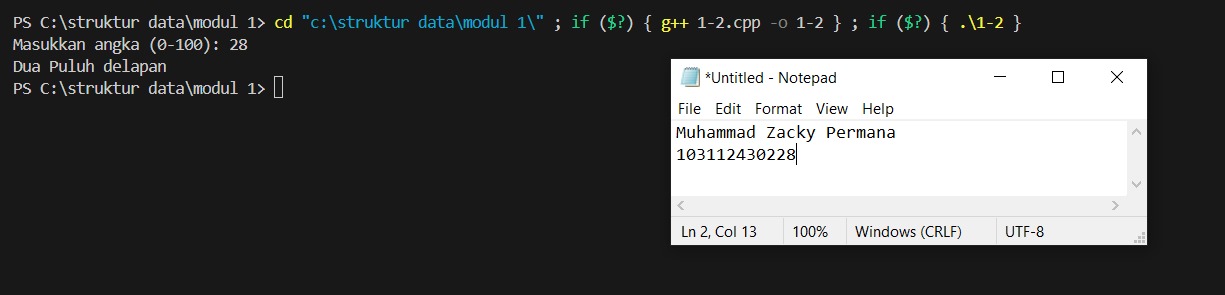 PS C:\struktur data\modul 1> cd "c:\struktur data\modul 1\" ; if ($?) { g++ 1-2.cpp -o 1-2 } ; if ($?) { .\1-2 }
Masukkan angka (0-100): 28
Dua Puluh delapan
PS C:\struktur data\modul 1>
*Untitled - Notepad
File Edit Format View Help
Muhammad Zacky Permana
103112430228
Ln 2, Col 13 100% Windows (CRLF) UTF-8